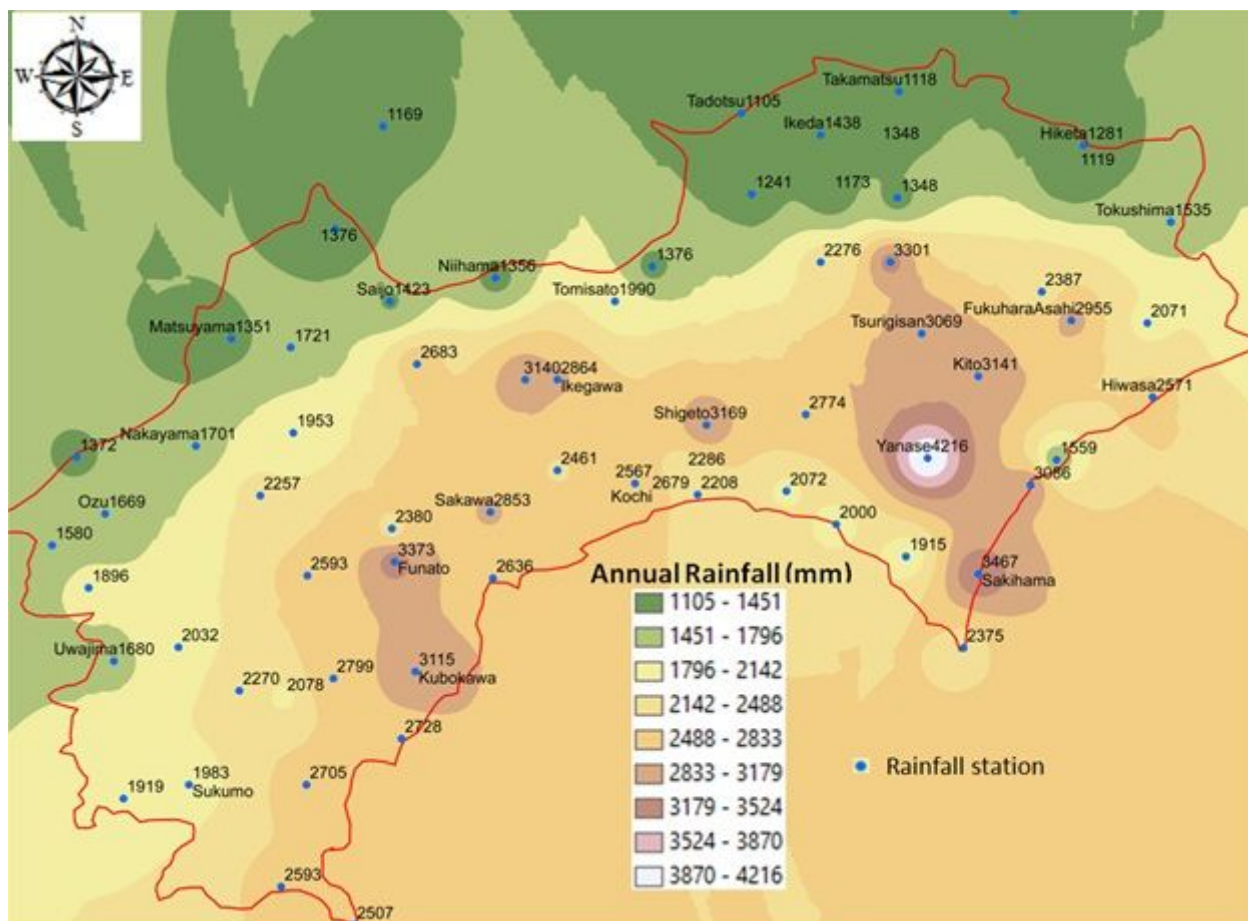 N
W E
S
Takamatsu1118
Tadotsu1105
1169
Ikeda1438
1348
Hiketa1281
1119
1241
1173
1348
Tokushima1535
1376
1376
2276
3301
Niihama1356
Saijo1423
Tomisato1990
2387
FukuharaAsahi2955
2071
Matsuyama1351
1721
Tsurigisan3069
2683
31402864
Ikegawa
Kito3141
Hiwasa2571
Shigeto3169
2774
1953
Nakayama1701
1372
Yanase4216
1559
2286
2461
2567
Kochi
2679
2208
2072
3086
2257
Sakawa2853
Ozu1669
2380
2000
1580
3373
Funato
1915
2593
2636
3467
Sakihama
1896
2032
Uwajima1680
2375
2270
2078
2799
3115
Kubokawa
2728
1983
Sukumo
1919
2705
2593
2507
Annual Rainfall (mm)
1105 - 1451
1451 - 1796
1796 - 2142
2142 - 2488
2488 - 2833
2833 - 3179
3179 - 3524
3524 - 3870
3870 - 4216
Rainfall station